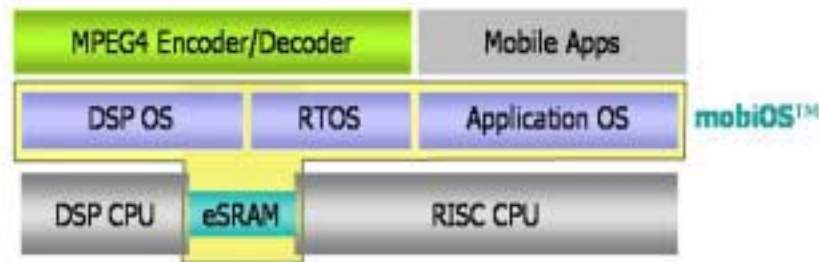 MPEG4 Encoder/Decoder Mobile Apps
DSP OS RTOS Application OS mobiOS™
DSP CPU eSRAM RISC CPU